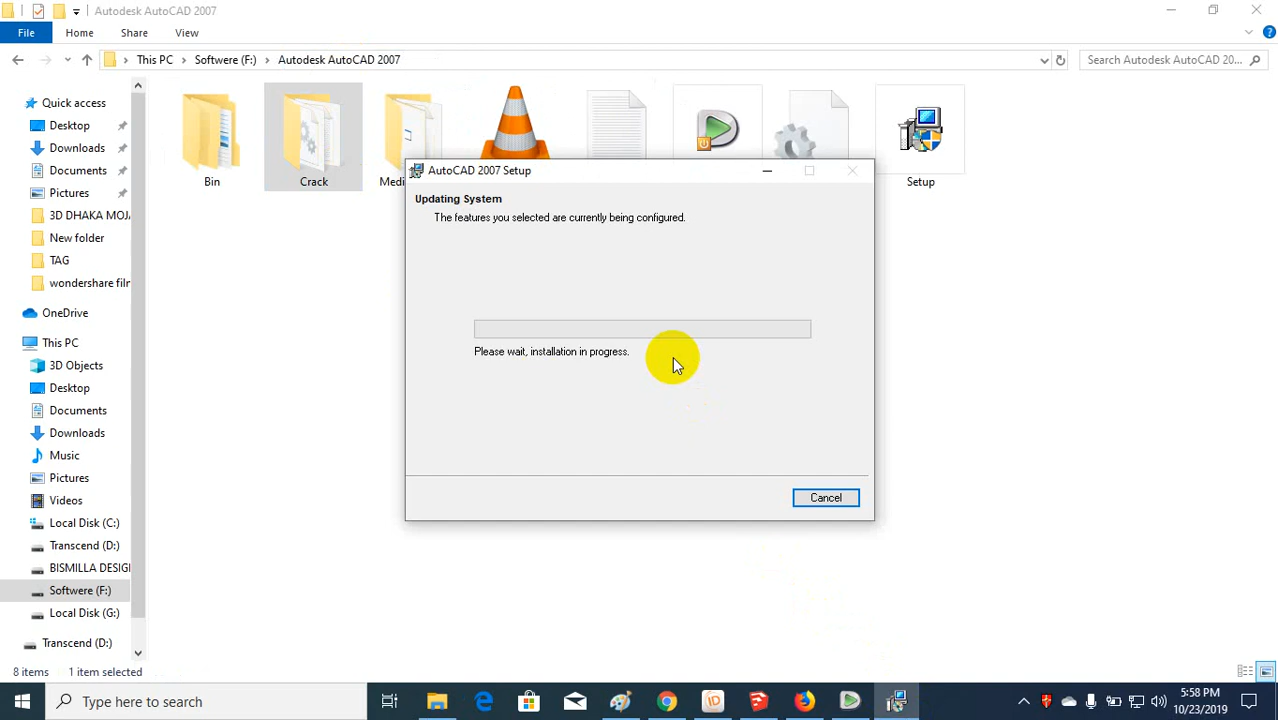 Autodesk AutoCAD 2007
File
Home
Share
View
This PC
Softwere (F:)
Autodesk AutoCAD 2007
Search Autodesk AutoCAD 20...
Quick access
Desktop
Downloads
Documents
Pictures
3D DHAKA MOJA
New folder
TAG
wondershare film
OneDrive
This PC
3D Objects
Desktop
Documents
Downloads
Music
Pictures
Videos
Local Disk (C:)
Transcend (D:)
BISMILLA DESIG
Softwere (F:)
Local Disk (G:)
Transcend (D:)
Bin
Crack
Medi
Setup
AutoCAD 2007 Setup
Updating System
The features you selected are currently being configured.
Please wait, installation in progress.
Cancel
8 items
1 item selected
Type here to search
5:58 PM
10/23/2019